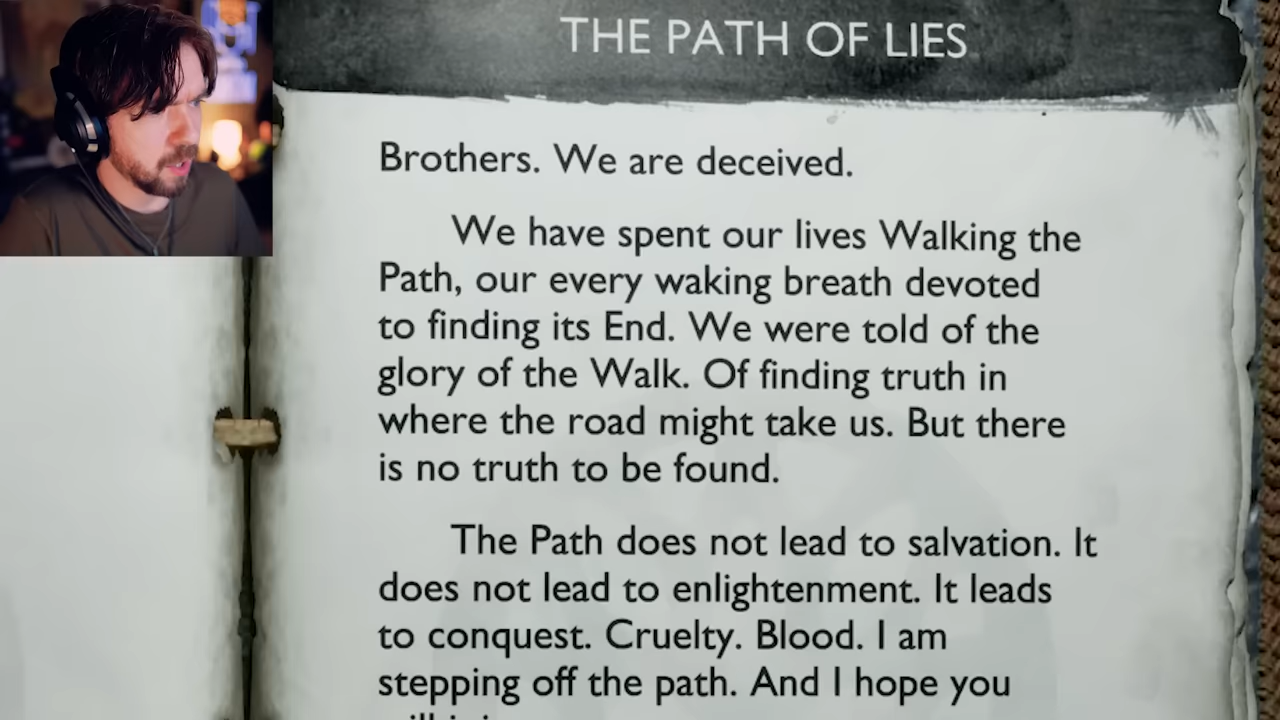 THE PATH OF LIES
Brothers. We are deceived.
We have spent our lives Walking the
Path, our every waking breath devoted
to finding its End. We were told of the
glory of the Walk. Of finding truth in
where the road might take us. But there
is no truth to be found.
The Path does not lead to salvation. It
does not lead to enlightenment. It leads
to conquest. Cruelty. Blood. I am
stepping off the path. And I hope you